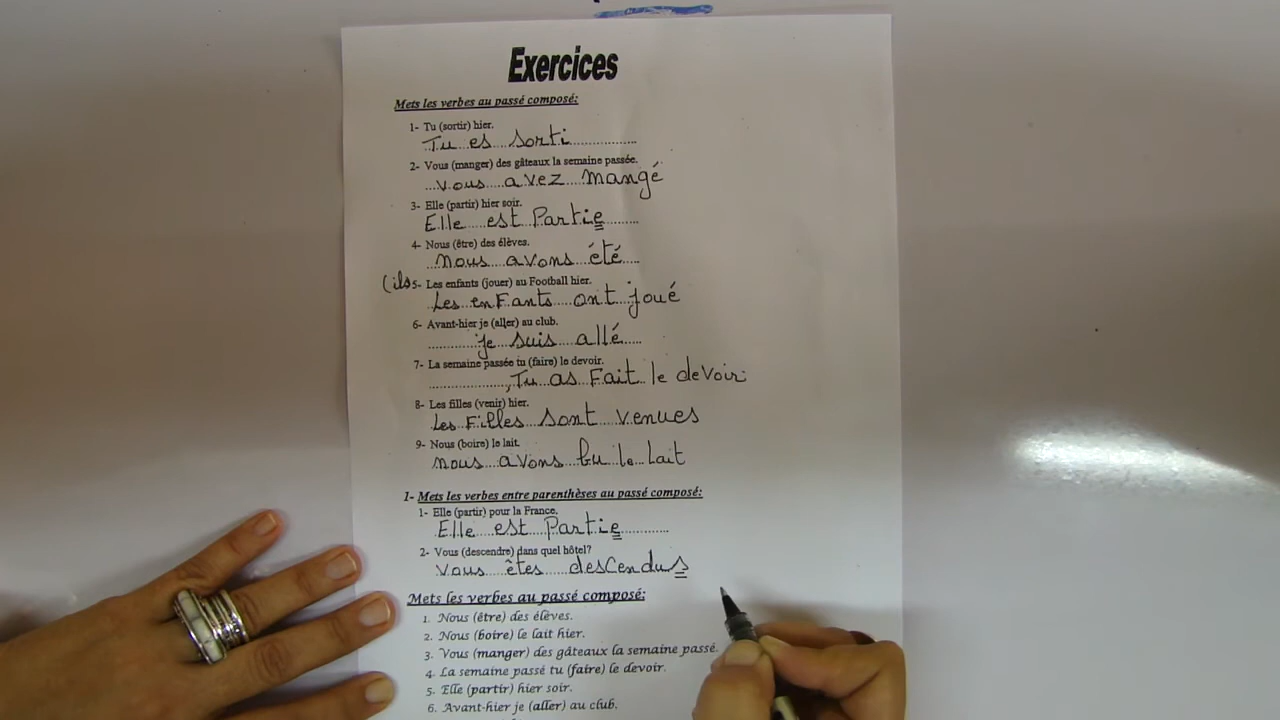 Exercices
Mets les verbes au passé composé:
1- Tu (sortir) hier.
Tu es sorti
2- Vous (manger) des gâteaux la semaine passée.
Vous avez mangé
3- Elle (partir) hier soir.
Elle est Partie
4- Nous (être) des élèves.
Nous avons été
(ils
5- Les enfants (jouer) au Football hier.
Les enFants ont joué
6- Avant-hier je (aller) au club.
je suis allé
7- La semaine passée tu (faire) le devoir.
, Tu as Fait le devoir
8- Les filles (venir) hier.
Les Filles sont venues
9- Nous (boire) le lait.
nous avons bu le lait
1- Mets les verbes entre parenthèses au passé composé:
1- Elle (partir) pour la France.
Elle est Partie
2- Vous (descendre) dans quel hôtel?
Vous êtes descendus
Mets les verbes au passé composé:
1. Nous (être) des élèves.
2. Nous (boire) le lait hier.
3. Vous (manger) des gâteaux la semaine passé.
4. La semaine passé tu (faire) le devoir.
5. Elle (partir) hier soir.
6. Avant-hier je (aller) au club.